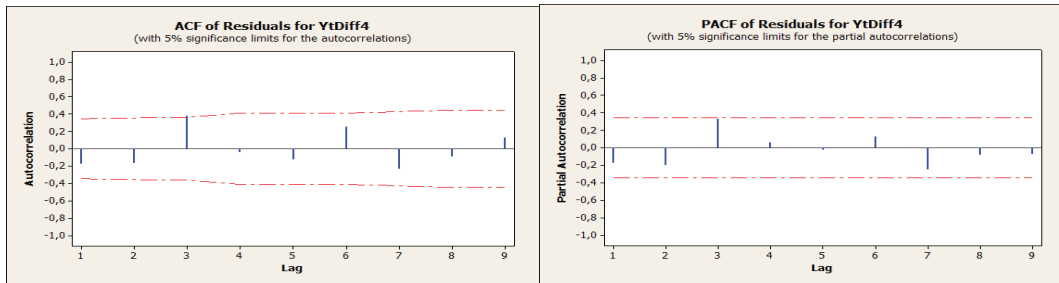 ACF of Residuals for YtDiff4
(with 5% significance limits for the autocorrelations)
1,0
0,8
0,6
0,4
0,2
0,0
-0,2
-0,4
-0,6
-0,8
-1,0
Autocorrelation
1 2 3 4 5 6 7 8 9
Lag
PACF of Residuals for YtDiff4
(with 5% significance limits for the partial autocorrelations)
1,0
0,8
0,6
0,4
0,2
0,0
-0,2
-0,4
-0,6
-0,8
-1,0
Partial Autocorrelation
1 2 3 4 5 6 7 8 9
Lag